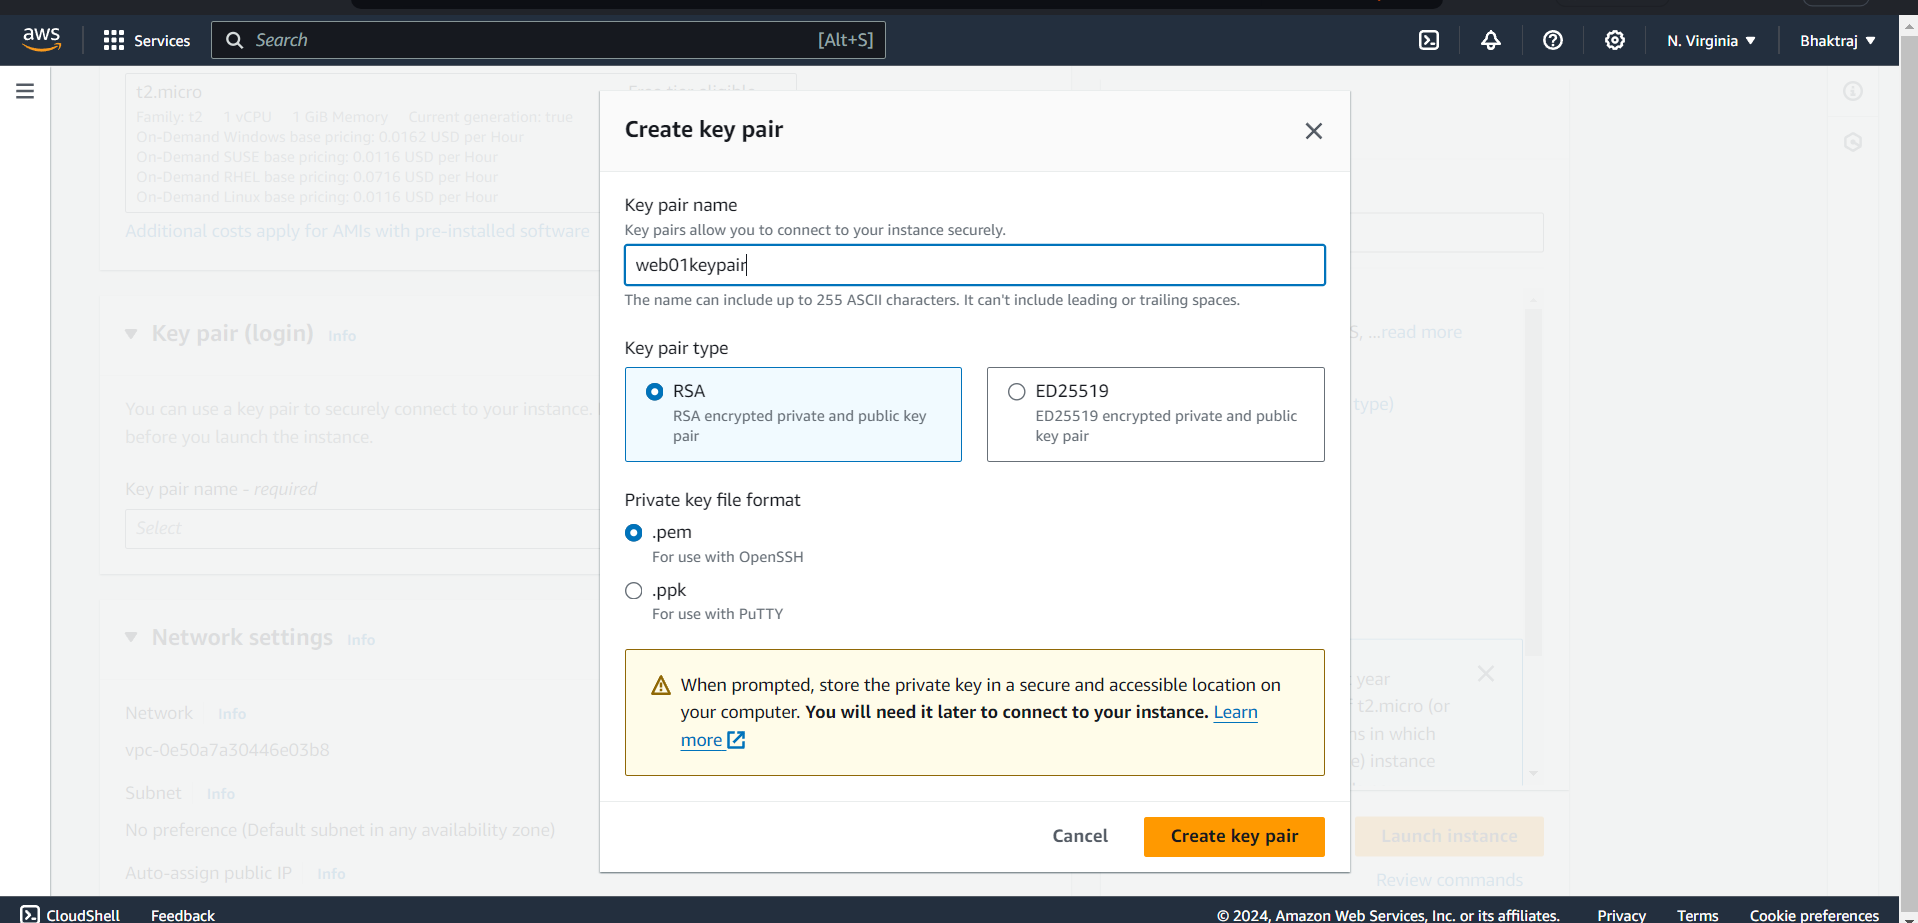 aws
Services
Search
[Alt+S]
N. Virginia
Bhaktraj
t2.micro
Free tier eligible
Family: t2 1 vCPU 1 GiB Memory Current generation: true
On-Demand Windows base pricing: 0.0162 USD per Hour
On-Demand SUSE base pricing: 0.0116 USD per Hour
On-Demand RHEL base pricing: 0.0716 USD per Hour
On-Demand Linux base pricing: 0.0116 USD per Hour
Additional costs apply for AMIs with pre-installed software
Key pair (login) Info
You can use a key pair to securely connect to your instance.
before you launch the instance.
Key pair name - required
Select
Network settings Info
Network Info
vpc-0e50a7a30446e03b8
Subnet Info
No preference (Default subnet in any availability zone)
Auto-assign public IP Info
Create key pair
Key pair name
Key pairs allow you to connect to your instance securely.
web01keypair
The name can include up to 255 ASCII characters. It can't include leading or trailing spaces.
Key pair type
RSA
RSA encrypted private and public key
pair
ED25519
ED25519 encrypted private and public
key pair
Private key file format
.pem
For use with OpenSSH
.ppk
For use with PuTTY
When prompted, store the private key in a secure and accessible location on
your computer. You will need it later to connect to your instance. Learn
more
Cancel
Create key pair
S, ...read more
type)
year
t2.micro (or
ns in which
e) instance
Launch instance
Review commands
CloudShell
Feedback
© 2024, Amazon Web Services, Inc. or its affiliates.
Privacy
Terms
Cookie preferences